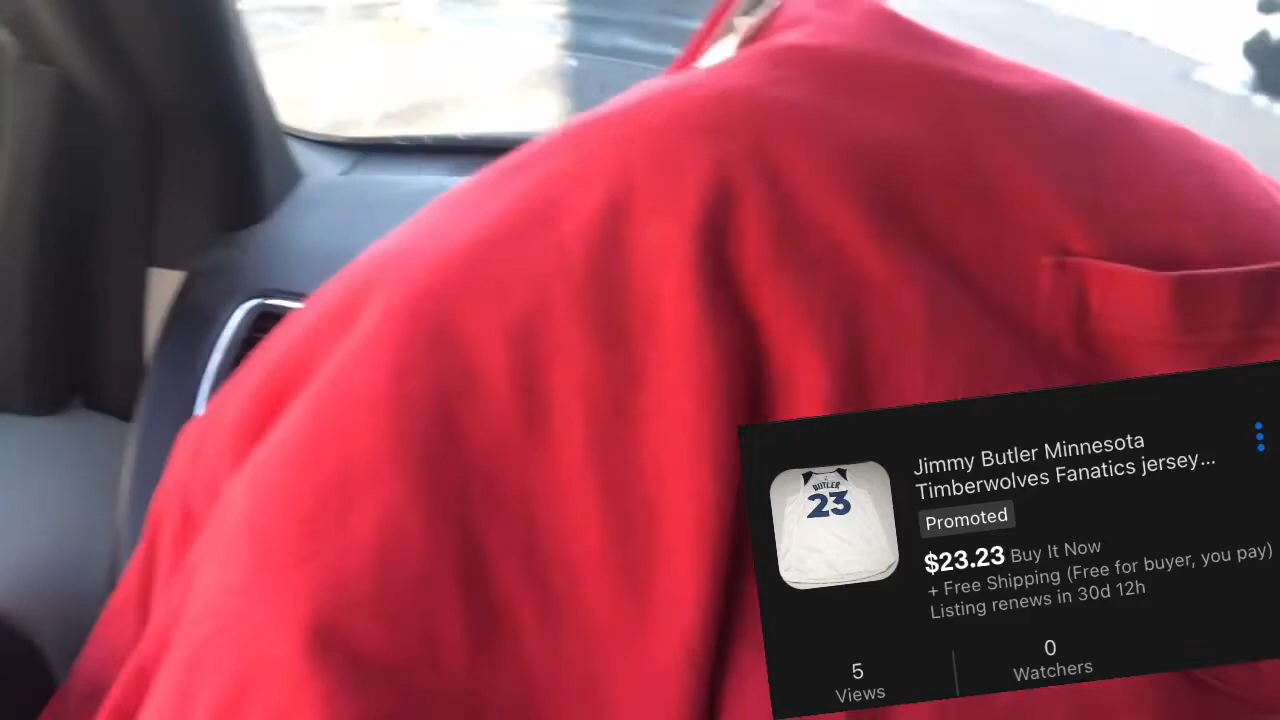 Jimmy Butler Minnesota
Timberwolves Fanatics jersey...
Promoted
$23.23 Buy It Now
+ Free Shipping (Free for buyer, you pay)
Listing renews in 30d 12h
5
Views
0
Watchers
BUTLER
23